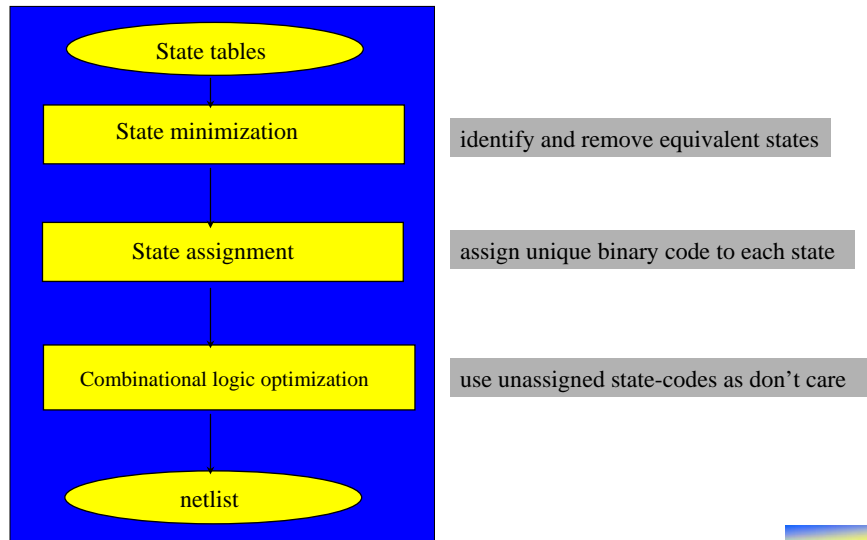 State tables
State minimization
identify and remove equivalent states
State assignment
assign unique binary code to each state
Combinational logic optimization
use unassigned state-codes as don’t care
netlist